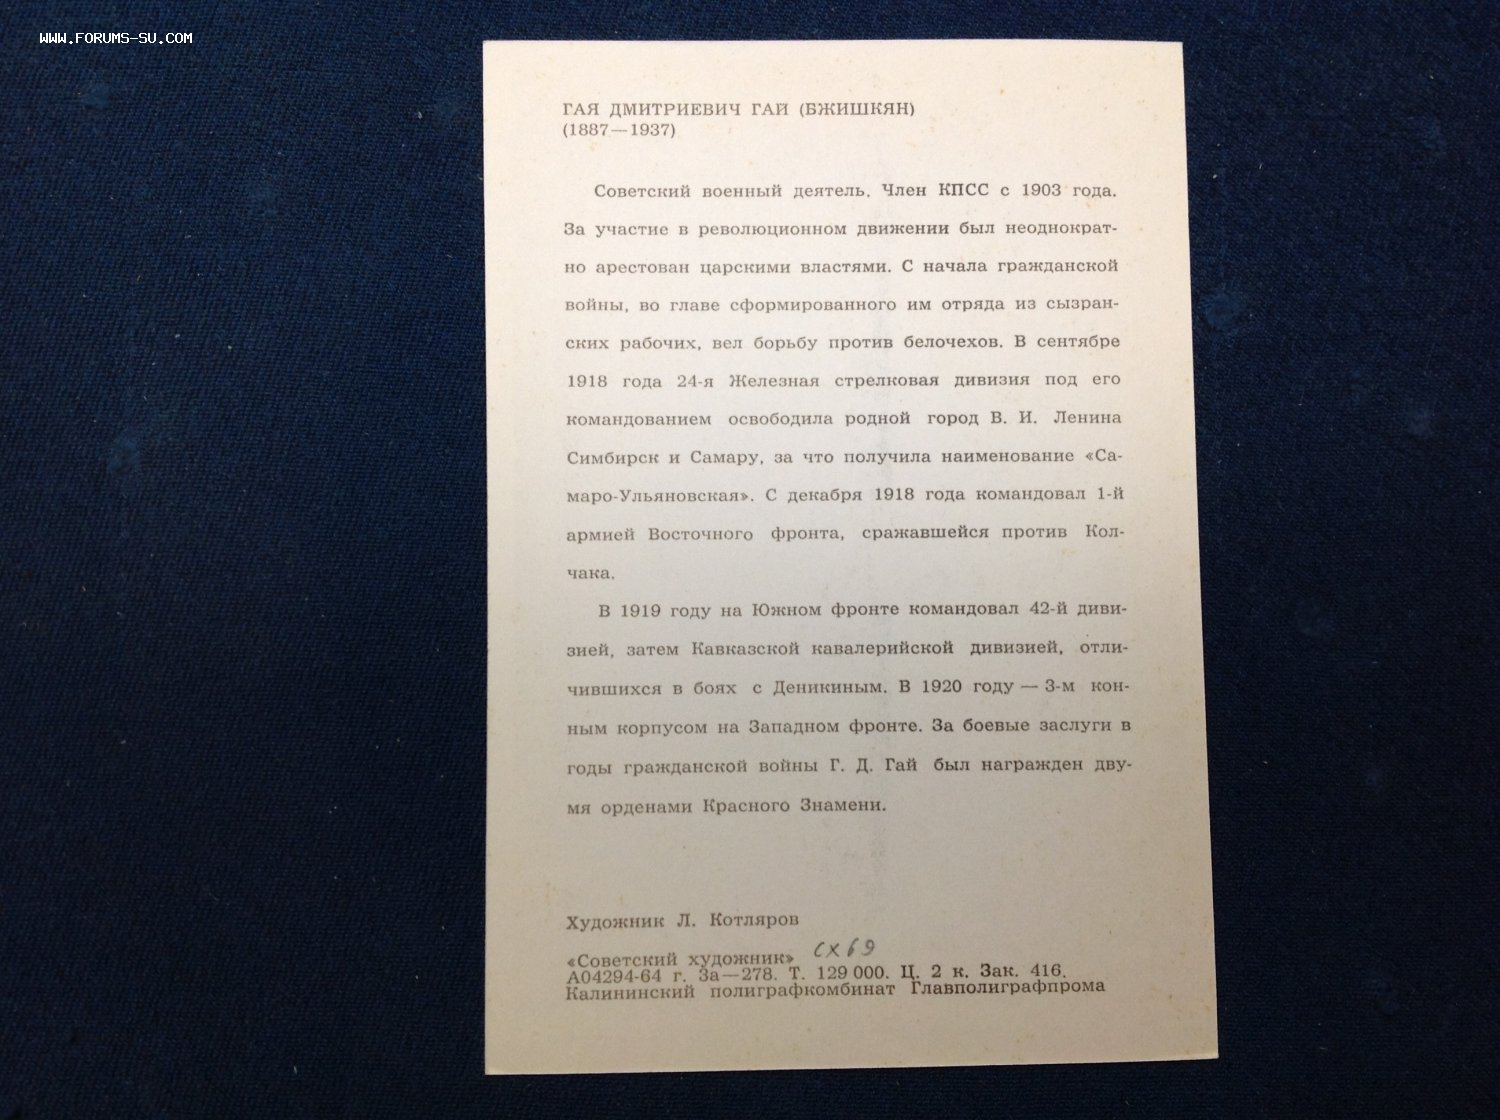 WWW.FORUMS-SU.COM
ГАЯ ДМИТРИЕВИЧ ГАЙ (БЖИШКЯН)
(1887—1937)
Советский военный деятель. Член КПСС с 1903 года.
За участие в революционном движении был неоднократ-
но арестован царскими властями. С начала гражданской
войны, во главе сформированного им отряда из сызран-
ских рабочих, вел борьбу против белочехов. В сентябре
1918 года 24-я Железная стрелковая дивизия под его
командованием освободила родной город В. И. Ленина
Симбирск и Самару, за что получила наименование «Са-
маро-Ульяновская». С декабря 1918 года командовал 1-й
армией Восточного фронта, сражавшейся против Кол-
чака.
В 1919 году на Южном фронте командовал 42-й диви-
зией, затем Кавказской кавалерийской дивизией, отли-
чившихся в боях с Деникиным. В 1920 году — 3-м кон-
ным корпусом на Западном фронте. За боевые заслуги в
годы гражданской войны Г. Д. Гай был награжден дву-
мя орденами Красного Знамени.
Художник Л. Котляров
«Советский художник» сх 69
А04294-64 г. За—278. Т. 129 000. Ц. 2 к. Зак. 416.
Калининский полиграфкомбинат Главполиграфпрома